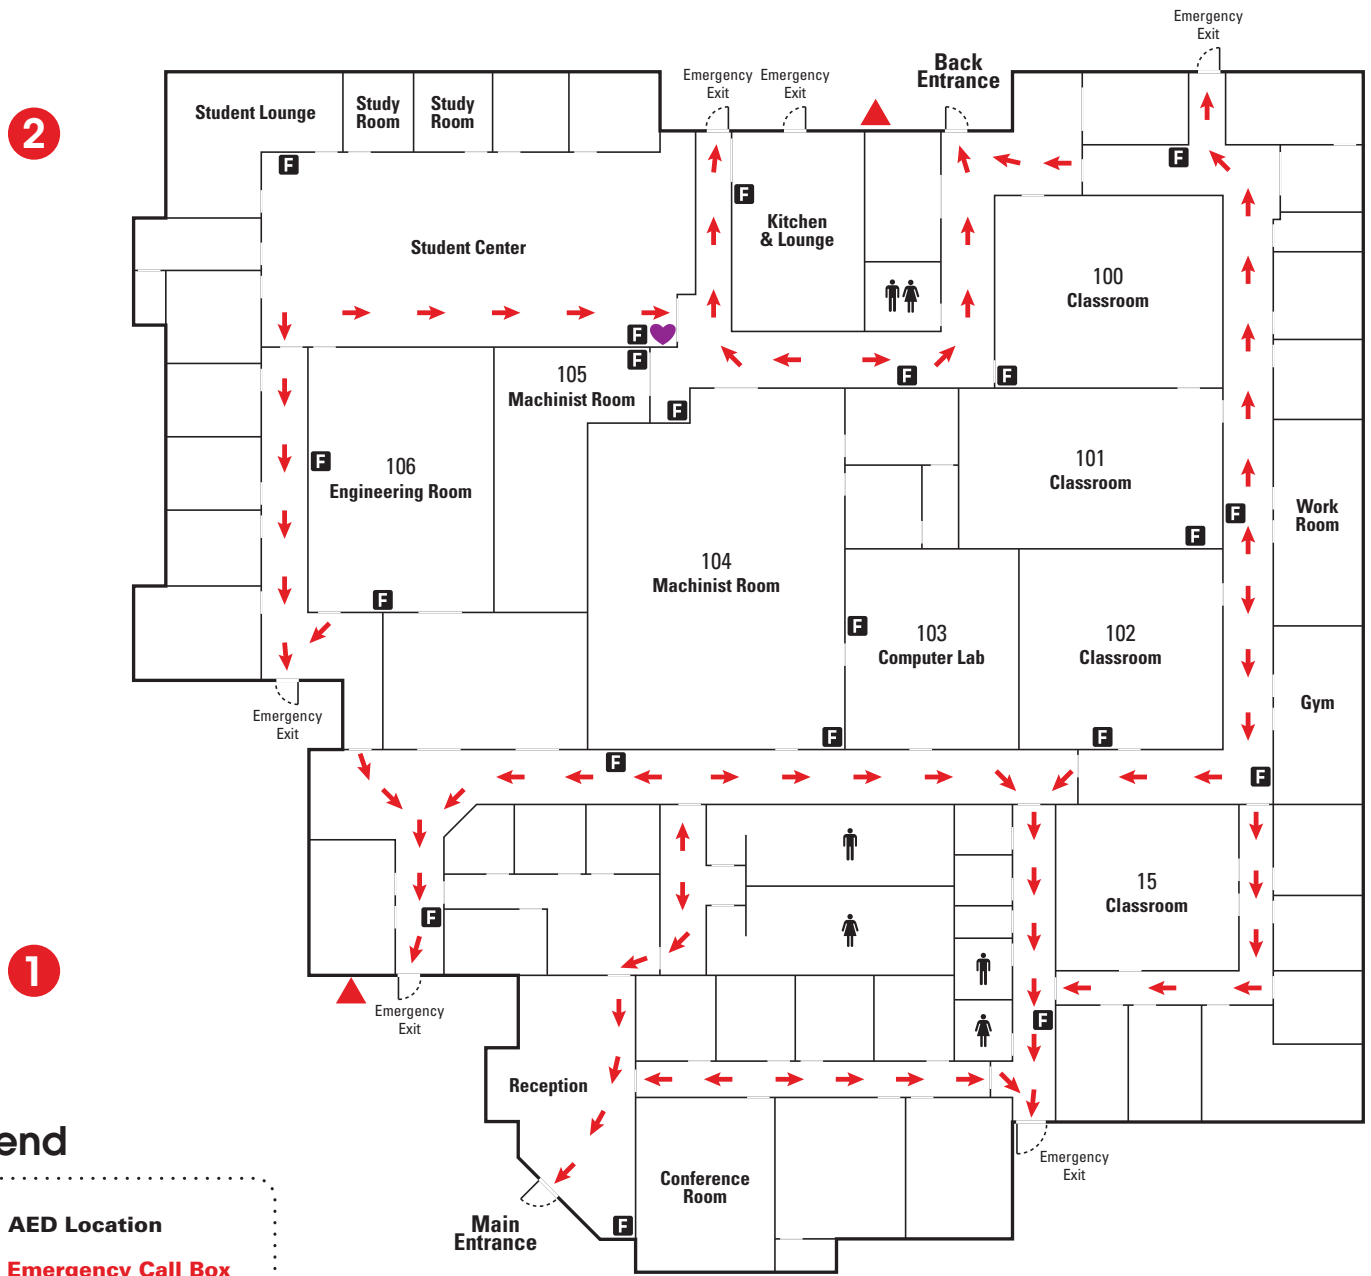 Emergency
Exit
Back
Entrance
Emergency
Exit
Emergency
Exit
2
Student Lounge
Study
Room
Study
Room
F
F
F
Kitchen
& Lounge
Student Center
100
Classroom
F
F
105
Machinist Room
F
F
F
106
Engineering Room
F
101
Classroom
F
F
Work
Room
104
Machinist Room
F
F
103
Computer Lab
102
Classroom
Gym
Emergency
Exit
F
F
F
F
15
Classroom
F
1
Emergency
Exit
F
Reception
end
Emergency
Exit
Conference
Room
AED Location
Main
Entrance
F
Emergency Call Box